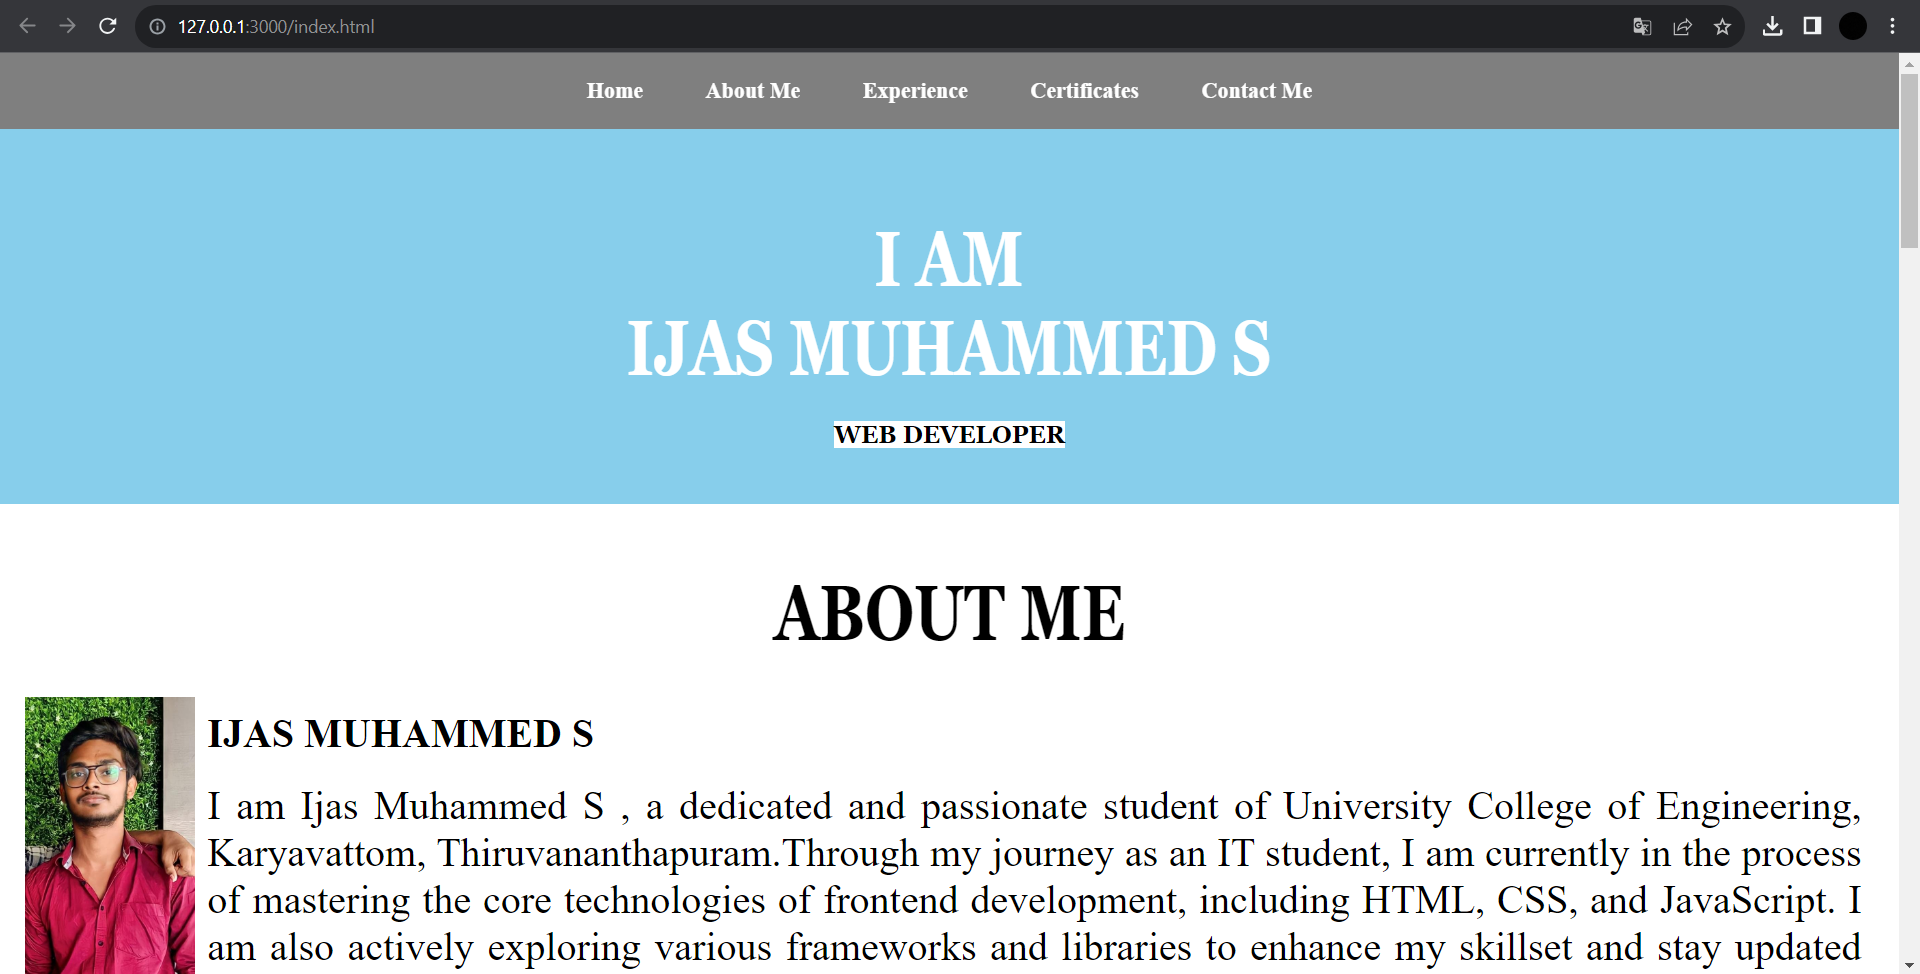 127.0.0.1:3000/index.html
Home About Me Experience Certificates Contact Me
I AM
IJAS MUHAMMED S
WEB DEVELOPER
ABOUT ME
IJAS MUHAMMED S
I am Ijas Muhammed S , a dedicated and passionate student of University College of Engineering,
Karyavattom, Thiruvananthapuram.Through my journey as an IT student, I am currently in the process
of mastering the core technologies of frontend development, including HTML, CSS, and JavaScript. I
am also actively exploring various frameworks and libraries to enhance my skillset and stay updated